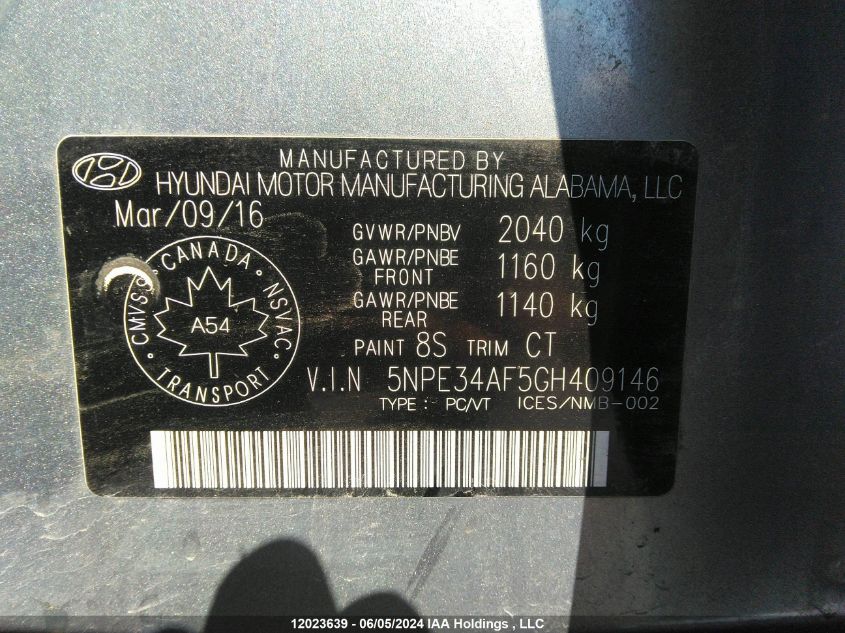 MANUFACTURED BY
HYUNDAI MOTOR MANUFACTURING ALABAMA, LLC
Mar/09/16
GVWR/PNBV 2040 kg
GAWR/PNBE FRONT 1160 kg
GAWR/PNBE REAR 1140 kg
CANADA · NSVAC · TRANSPORT · CMVSS
A54
PAINT 8S TRIM CT
V.I.N 5NPE34AF5GH409146
TYPE : PC/VT ICES/NMB-002
12023639 - 06/05/2024 IAA Holdings , LLC